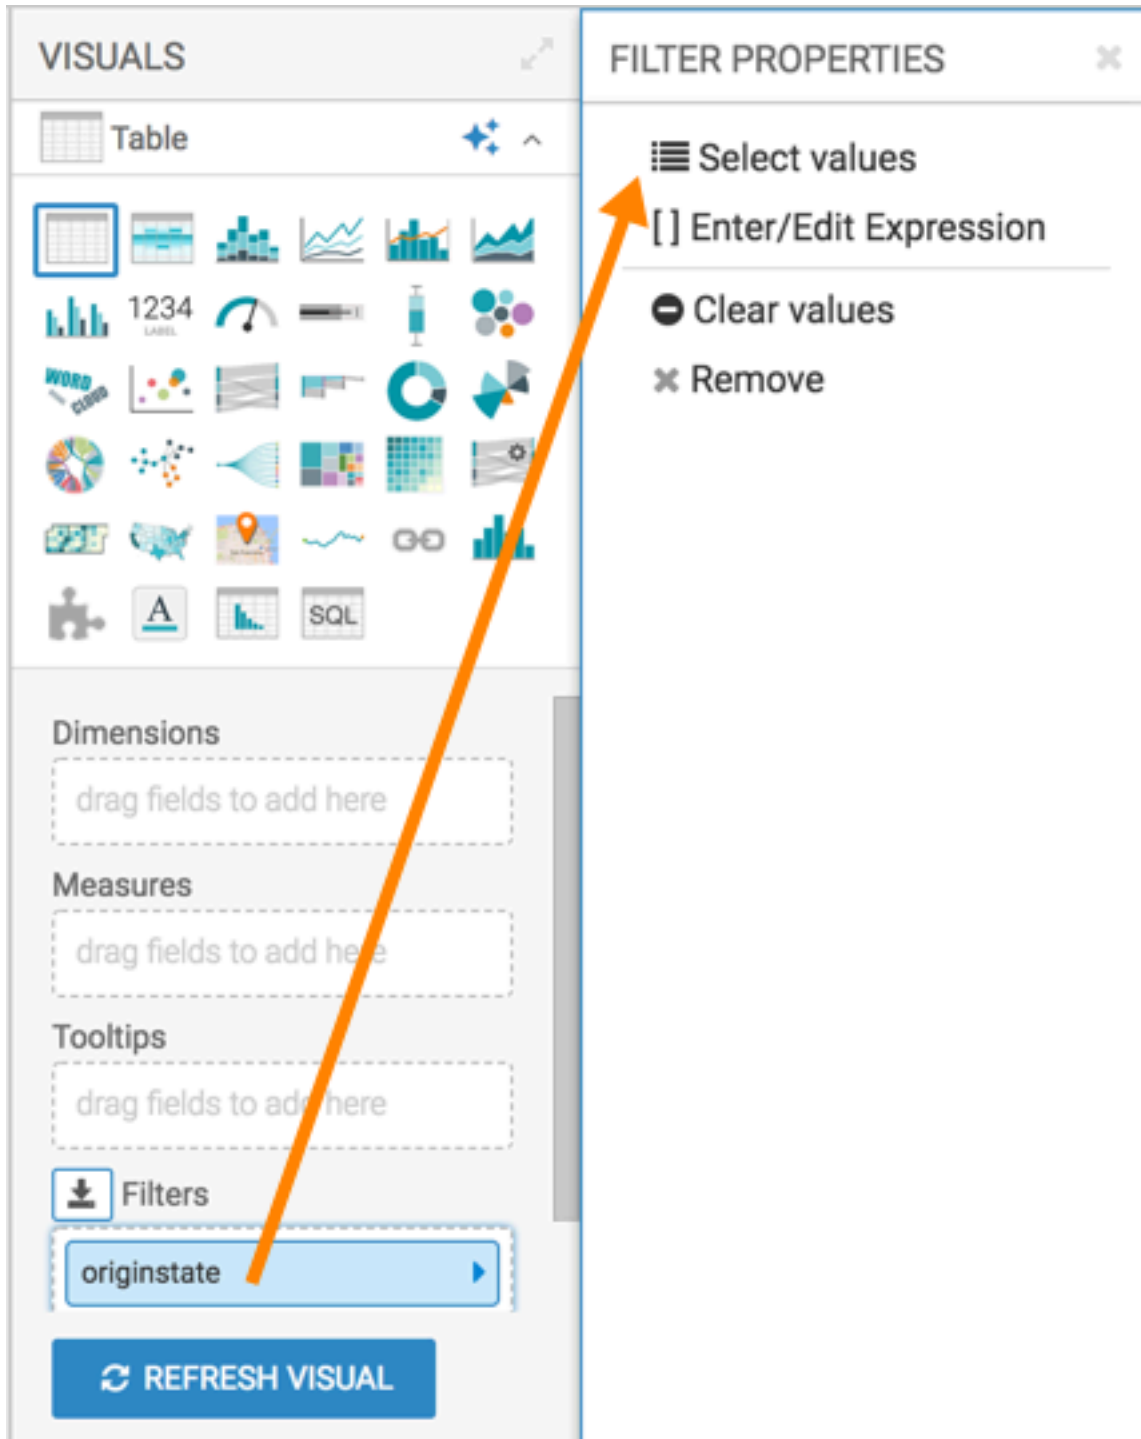 VISUALS
Table
1234
LABEL
WORD
CLOUD
A
SQL
Dimensions
drag fields to add here
Measures
drag fields to add here
Tooltips
drag fields to add here
Filters
originstate
REFRESH VISUAL
FILTER PROPERTIES
Select values
[ ] Enter/Edit Expression
Clear values
Remove